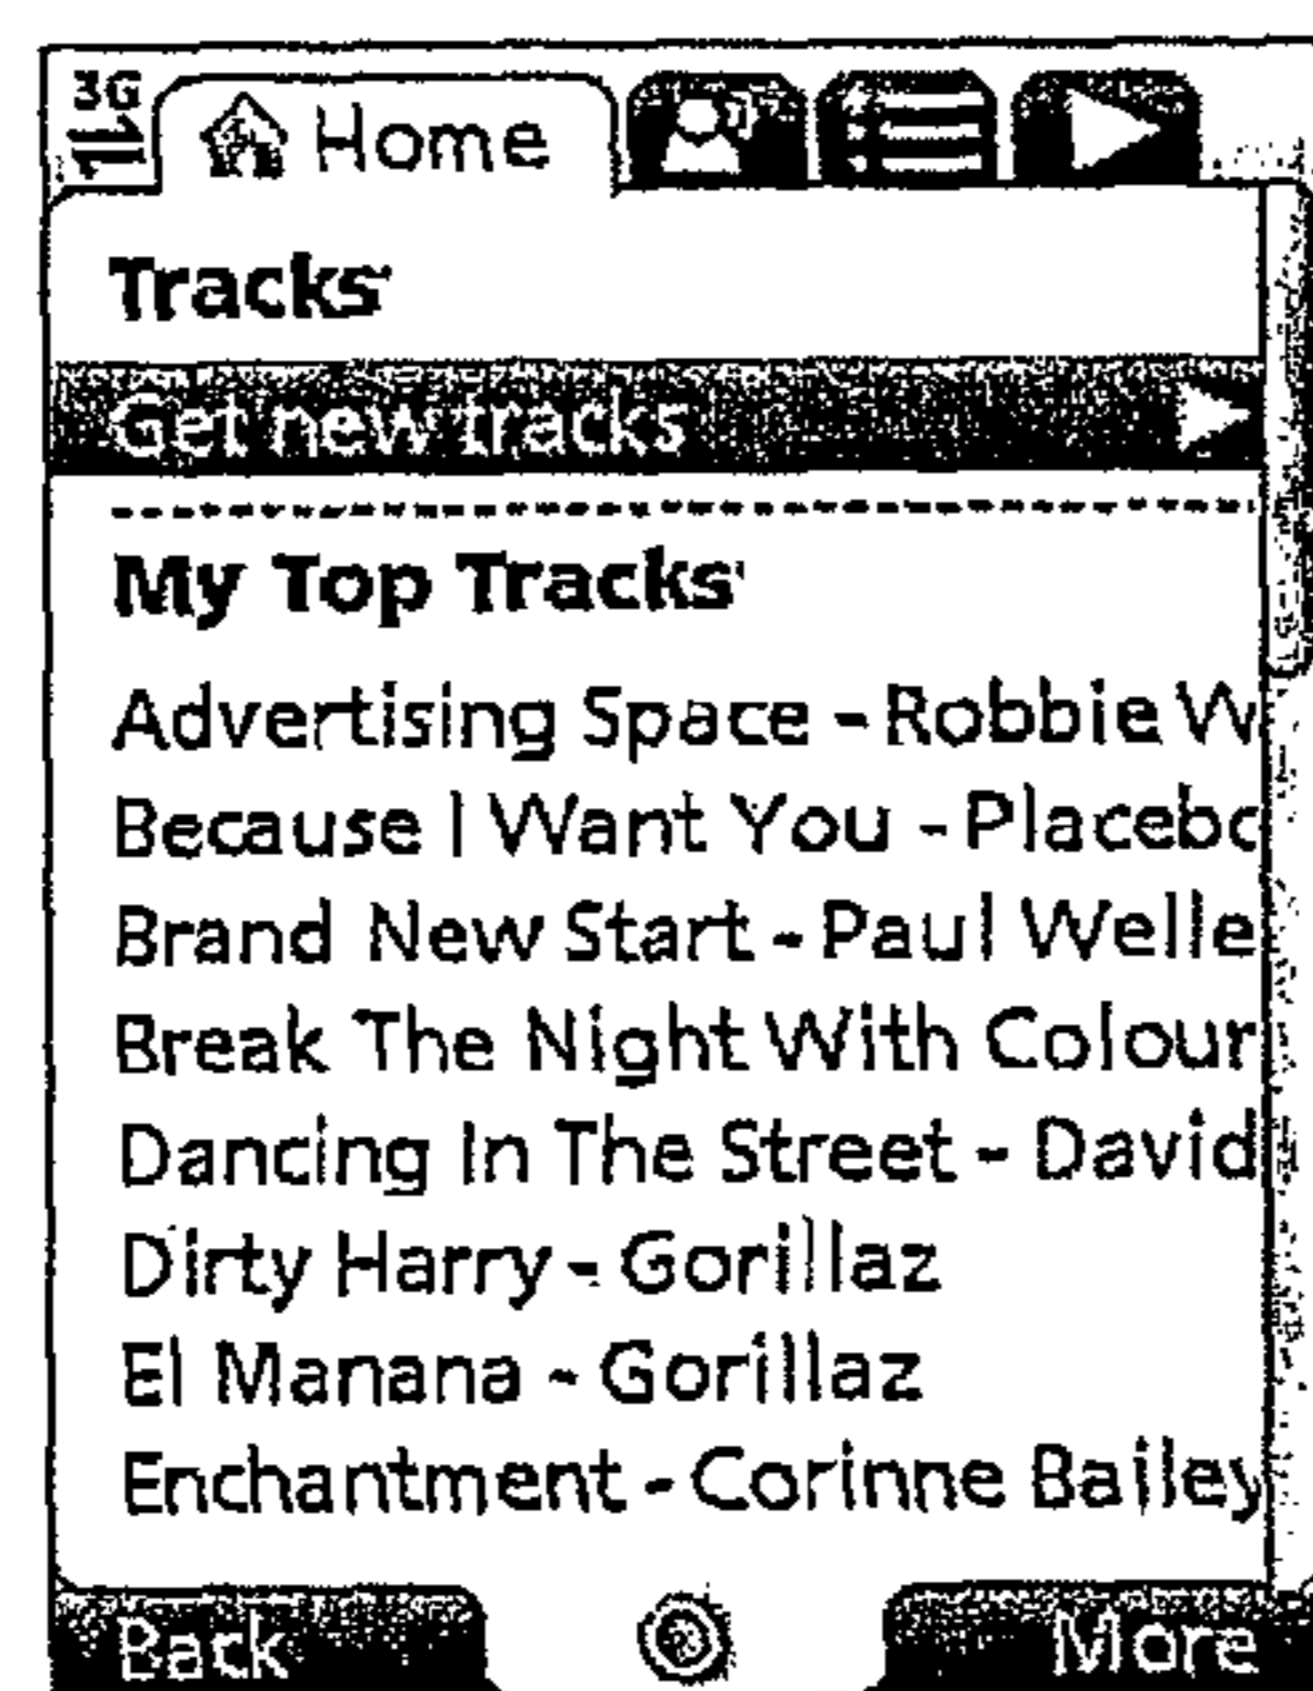 3G
Home
Tracks
Get new tracks
My Top Tracks
Advertising Space - Robbie W
Because I Want You - Placebo
Brand New Start - Paul Welle
Break The Night With Colour
Dancing In The Street - David
Dirty Harry - Gorillaz
El Manana - Gorillaz
Enchantment - Corinne Bailey
Back
More